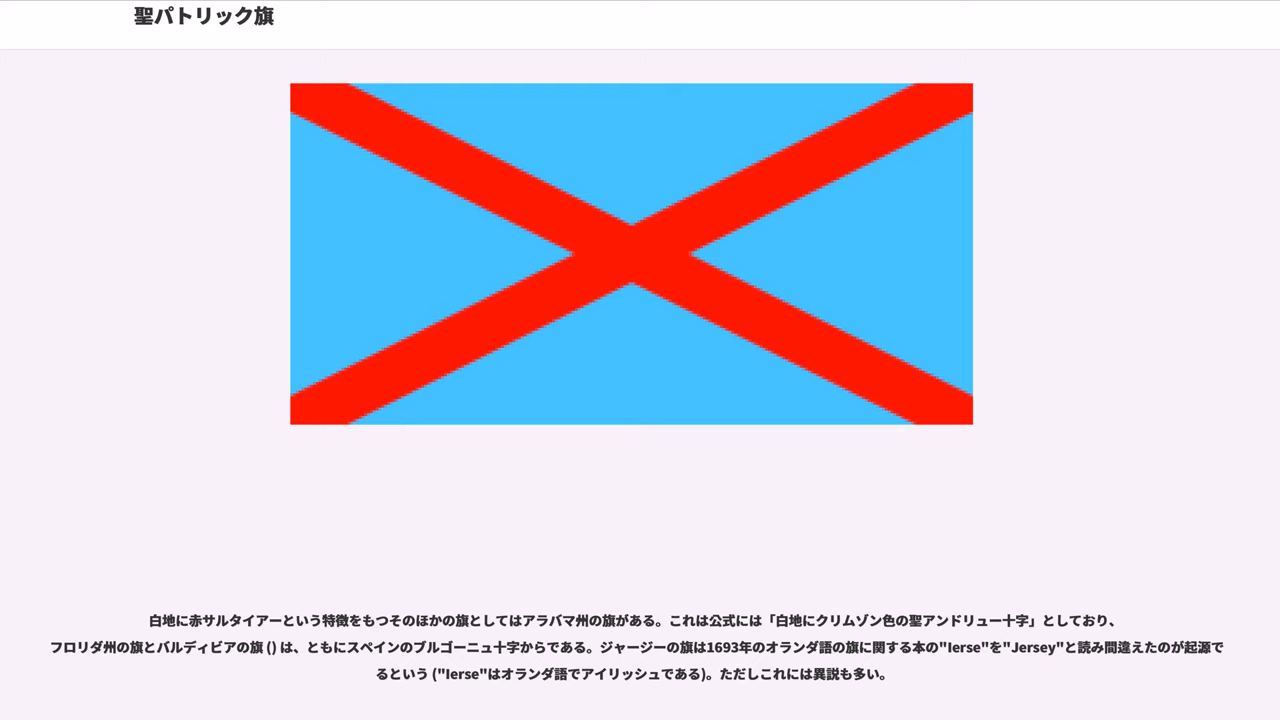 聖パトリック旗
白地に赤サルタイアーという特徴をもつそのほかの旗としてはアラバマ州の旗がある。これは公式には「白地にクリムゾン色の聖アンドリュー十字」としており、
フロリダ州の旗とバルディビアの旗 () は、ともにスペインのブルゴーニュ十字からである。ジャージーの旗は1693年のオランダ語の旗に関する本の"Ierse"を"Jersey"と読み間違えたのが起源で
るという ("Ierse"はオランダ語でアイリッシュである)。ただしこれには異説も多い。